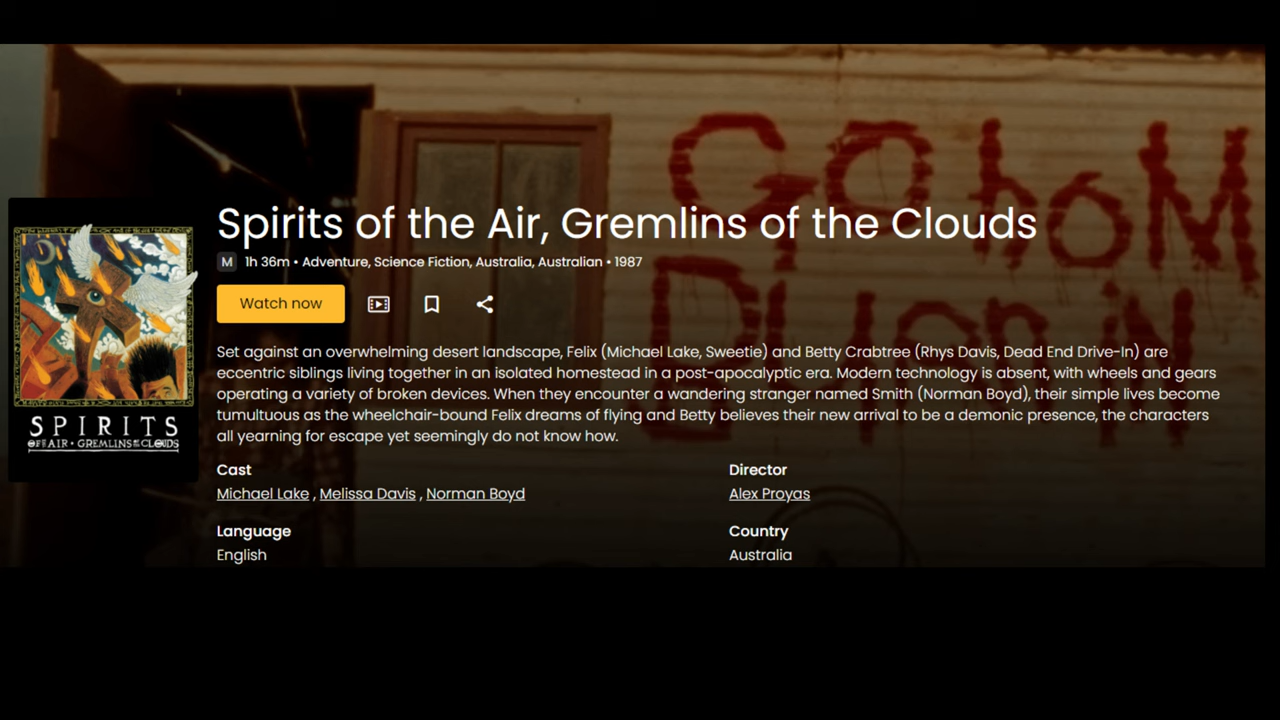 Go hoM
DUrn iN
Spirits of the Air, Gremlins of the Clouds
M 1h 36m • Adventure, Science Fiction, Australia, Australian • 1987
Watch now
Set against an overwhelming desert landscape, Felix (Michael Lake, Sweetie) and Betty Crabtree (Rhys Davis, Dead End Drive-In) are
eccentric siblings living together in an isolated homestead in a post-apocalyptic era. Modern technology is absent, with wheels and gears
operating a variety of broken devices. When they encounter a wandering stranger named Smith (Norman Boyd), their simple lives become
tumultuous as the wheelchair-bound Felix dreams of flying and Betty believes their new arrival to be a demonic presence, the characters
all yearning for escape yet seemingly do not know how.
SPIRITS
OF THE AIR • GREMLINS OF THE CLOUDS
Cast
Michael Lake , Melissa Davis , Norman Boyd
Director
Alex Proyas
Language
English
Country
Australia